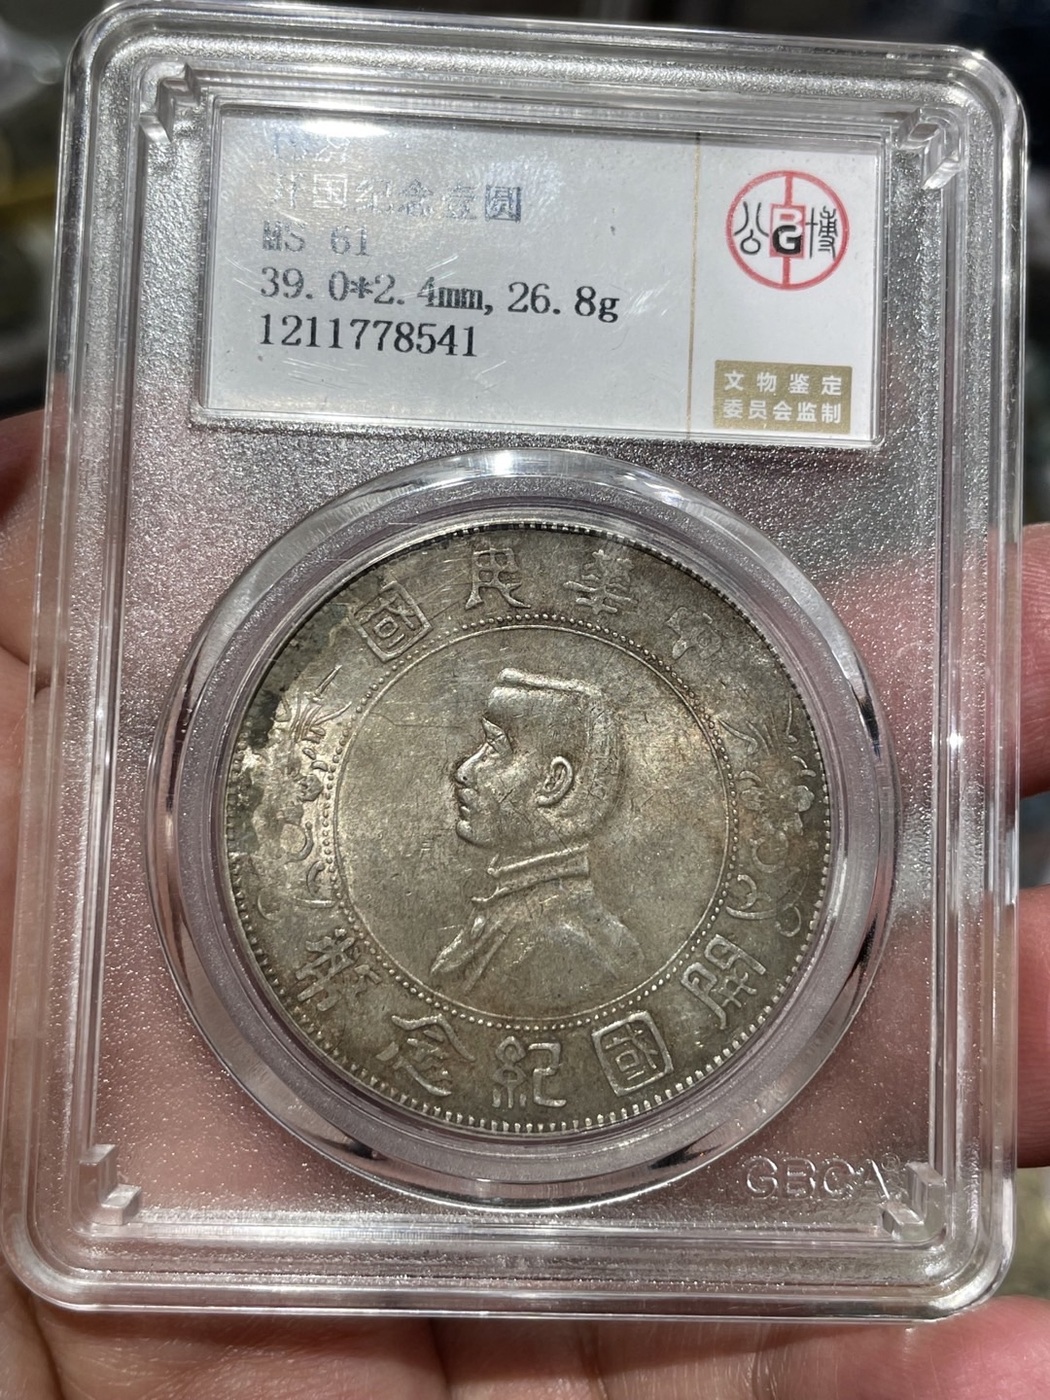 开国纪念壹圆
MS 61
39.0*2.4mm, 26.8g
1211778541
公博
G
文物鉴定
委员会监制
中華民國
開國紀念幣
GBCA